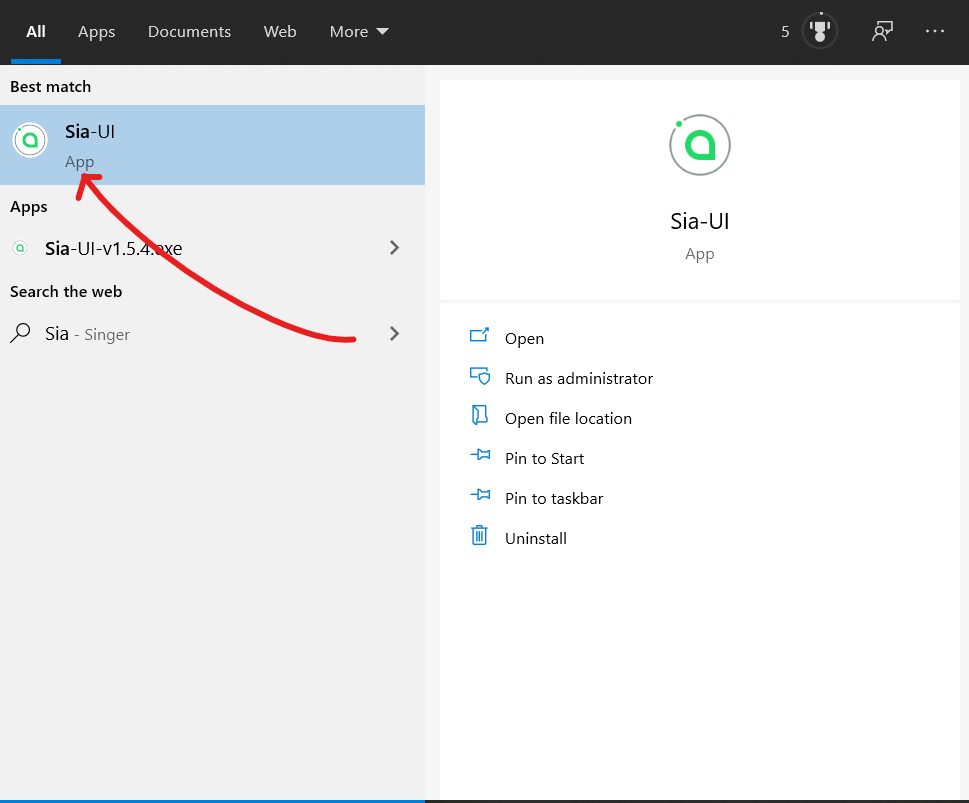 All Apps Documents Web More 5
Best match
Sia-UI
App
Apps
Sia-UI-v1.5.4.exe
Search the web
Sia - Singer
Sia-UI
App
Open
Run as administrator
Open file location
Pin to Start
Pin to taskbar
Uninstall